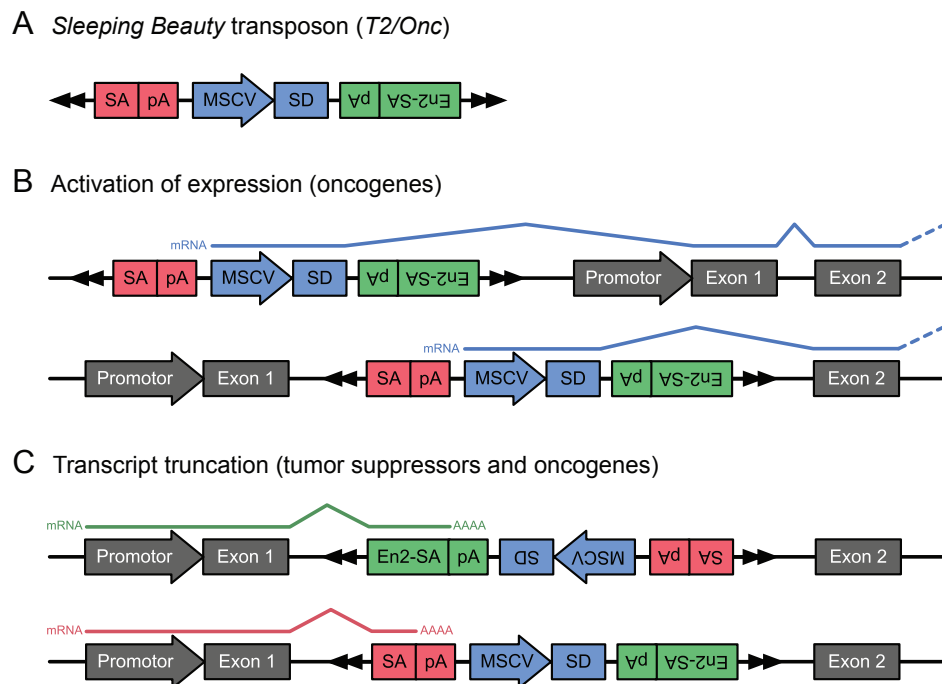 A Sleeping Beauty transposon (T2/Onc)
SA pA MSCV SD pA En2-SA
B Activation of expression (oncogenes)
mRNA
SA pA MSCV SD pA En2-SA Promotor Exon 1 Exon 2
mRNA
Promotor Exon 1 SA pA MSCV SD pA En2-SA Exon 2
C Transcript truncation (tumor suppressors and oncogenes)
mRNA AAAA
Promotor Exon 1 En2-SA pA SD MSCV pA SA Exon 2
mRNA AAAA
Promotor Exon 1 SA pA MSCV SD pA En2-SA Exon 2